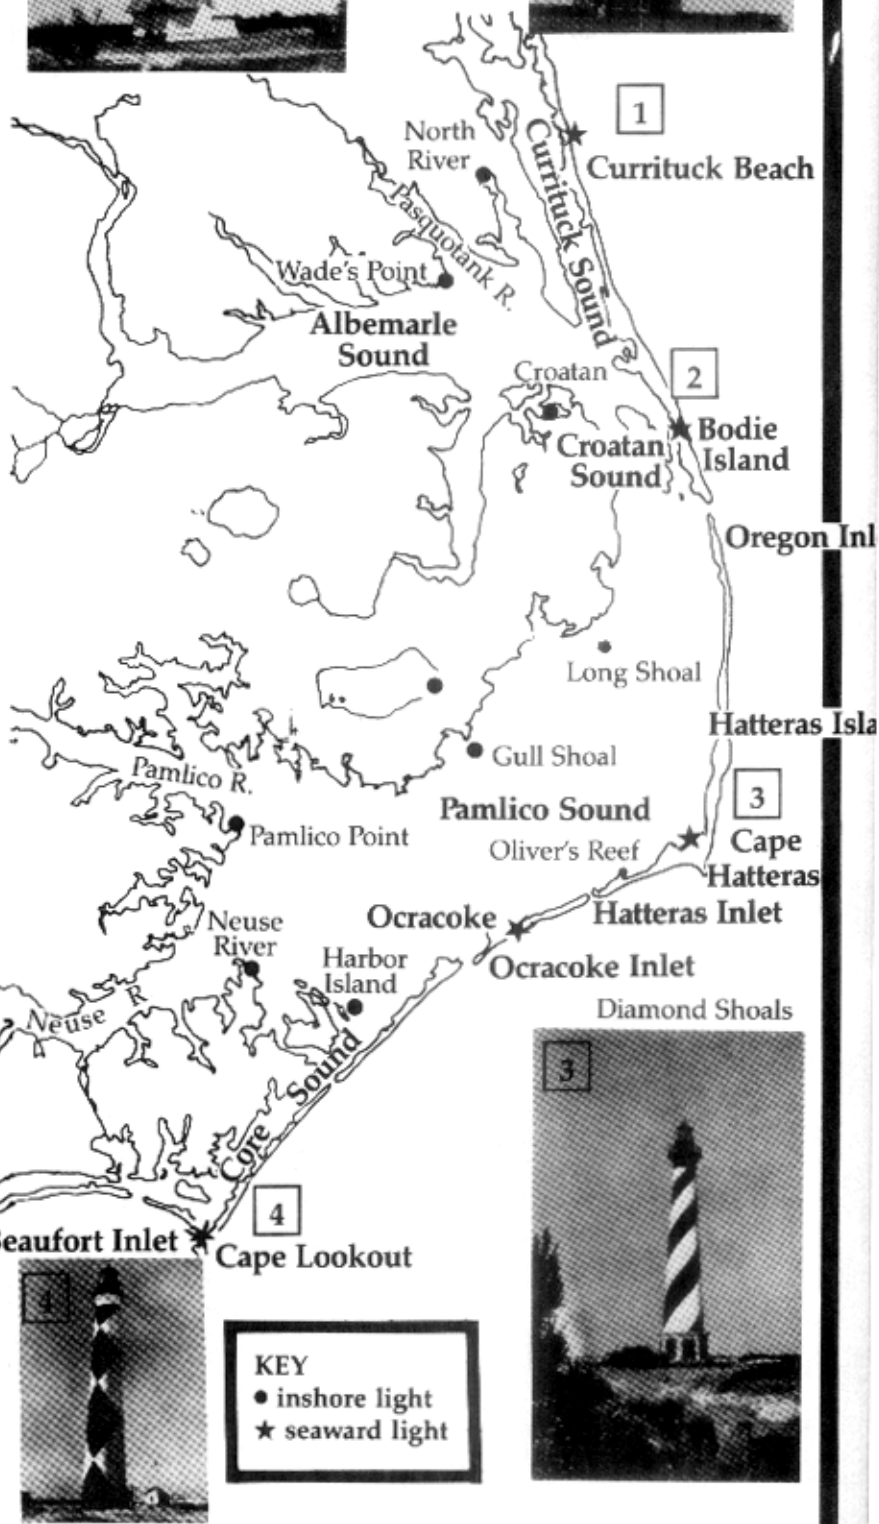 1
North
River
Currituck Beach
Currituck Sound
Pasquotank R.
Wade's Point
Albemarle
Sound
Croatan
2
Bodie
Island
Croatan
Sound
Oregon Inl
Long Shoal
Hatteras Isla
Gull Shoal
Pamlico R.
Pamlico Sound
3
Pamlico Point
Oliver's Reef
Cape
Hatteras
Ocracoke
Hatteras Inlet
Neuse
River
Harbor
Island
Ocracoke Inlet
Neuse R
Diamond Shoals
Core Sound
3
4
Beaufort Inlet
Cape Lookout
4
KEY
inshore light
seaward light